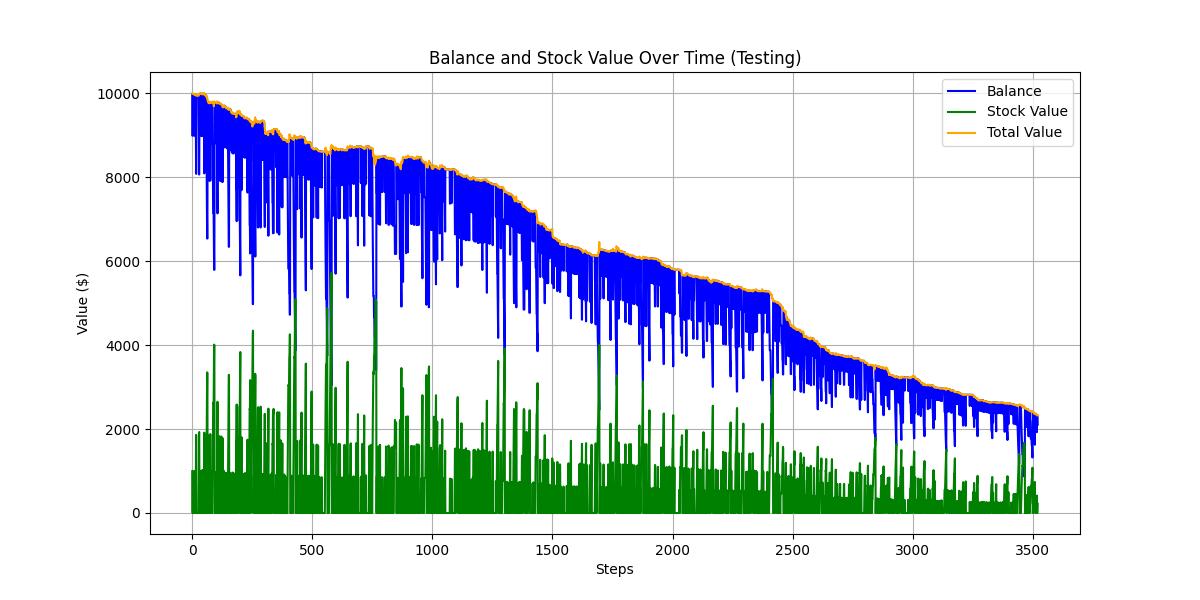 Balance and Stock Value Over Time (Testing)
Balance
Stock Value
Total Value
Value ($)
10000
8000
6000
4000
2000
0
0 500 1000 1500 2000 2500 3000 3500
Steps